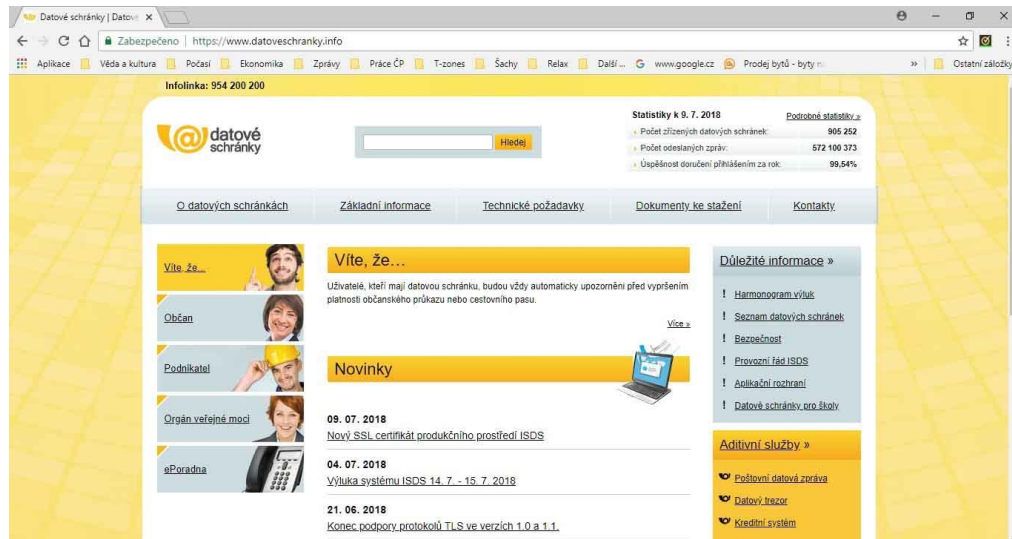 Datové schránky | Datov
Zabezpečeno | https://www.datoveschranky.info
Aplikace Věda a kultura Počasí Ekonomika Zprávy Práce ČP T-zones Šachy Relax Další ... www.google.cz Prodej bytů - byty n » Ostatní záložky
Infolinka: 954 200 200
datové
schránky
Hledej
Statistiky k 9. 7. 2018 Podrobné statistiky »
Počet zřízených datových schránek: 905 252
Počet odeslaných zpráv: 572 100 373
Úspěšnost doručení přihlášením za rok: 99,54%
O datových schránkách Základní informace Technické požadavky Dokumenty ke stažení Kontakty
Víte, že...
Občan
Podnikatel
Orgán veřejné moci
ePoradna
Víte, že...
Uživatelé, kteří mají datovou schránku, budou vždy automaticky upozorněni před vypršením
platnosti občanského průkazu nebo cestovního pasu.
Více »
Novinky
09. 07. 2018
Nový SSL certifikát produkčního prostředí ISDS
04. 07. 2018
Výluka systému ISDS 14. 7. - 15. 7. 2018
21. 06. 2018
Konec podpory protokolů TLS ve verzích 1.0 a 1.1.
Důležité informace »
! Harmonogram výluk
! Seznam datových schránek
! Bezpečnost
! Provozní řád ISDS
! Aplikační rozhraní
! Datové schránky pro školy
Aditivní služby »
Poštovní datová zpráva
Datový trezor
Kreditní systém